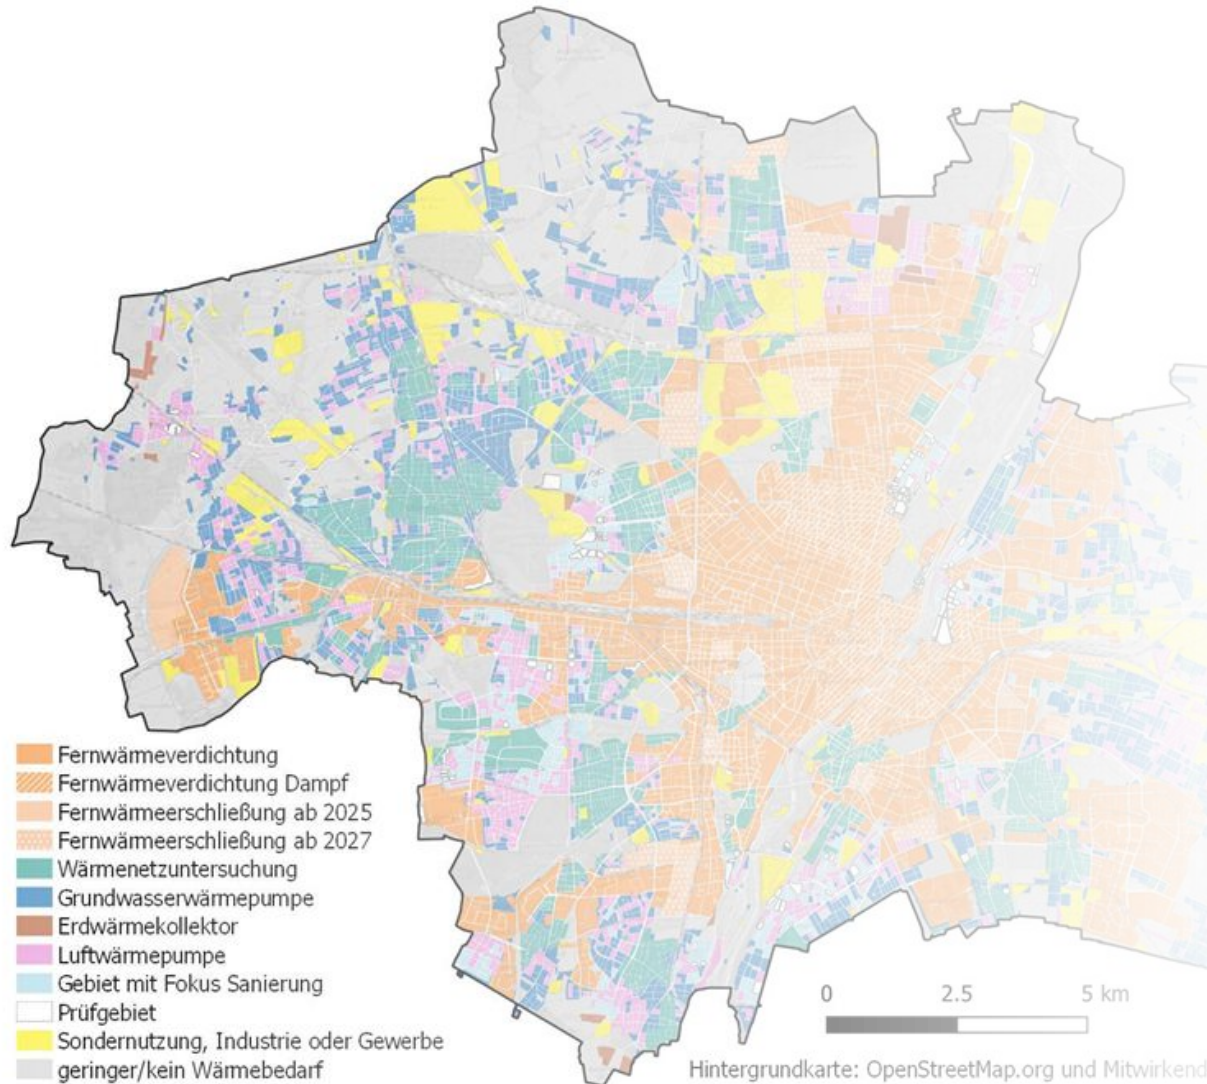 Fernwärmeverdichtung
Fernwärmeverdichtung Dampf
Fernwärmeerschließung ab 2025
Fernwärmeerschließung ab 2027
Wärmenetzuntersuchung
Grundwasserwärmepumpe
Erdwärmekollektor
Luftwärmepumpe
Gebiet mit Fokus Sanierung
Prüfgebiet
Sondernutzung, Industrie oder Gewerbe
geringer/kein Wärmebedarf
0 2.5 5 km
Hintergrundkarte: OpenStreetMap.org und Mitwirkend